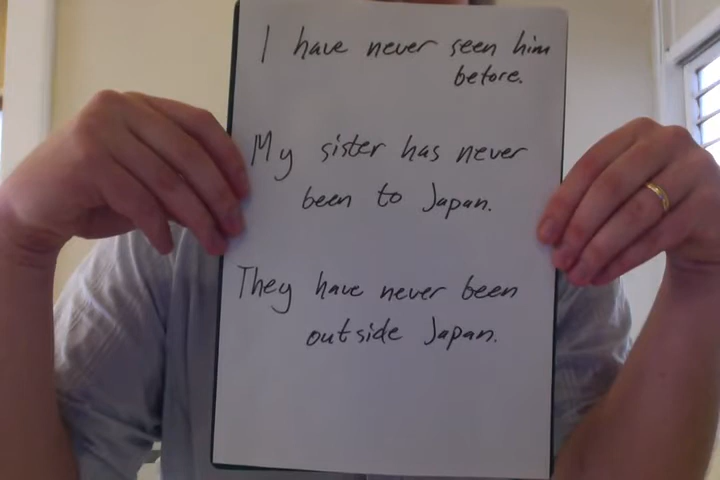 I have never seen him
before.
My sister has never
been to Japan.
They have never been
outside Japan.